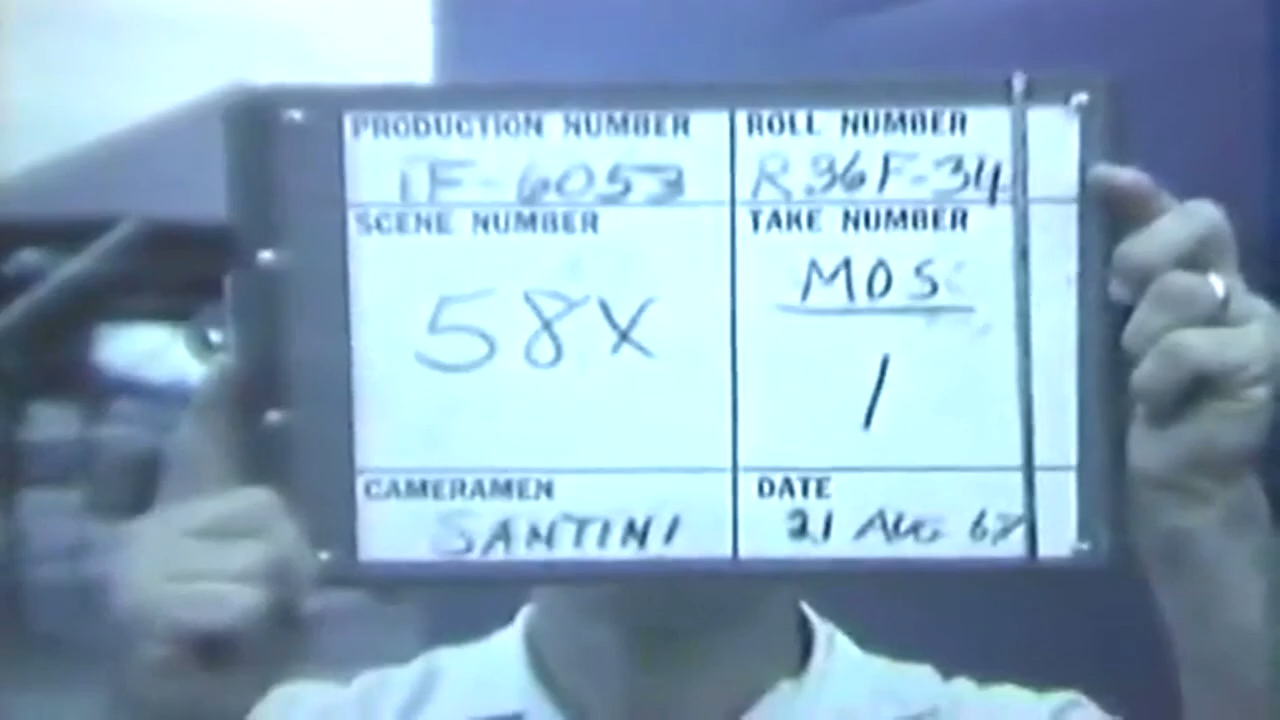 PRODUCTION NUMBER
TF-6053
ROLL NUMBER
R36F-34
SCENE NUMBER
58X
TAKE NUMBER
MOS
1
CAMERAMEN
SANTINI
DATE
21 AUG 67